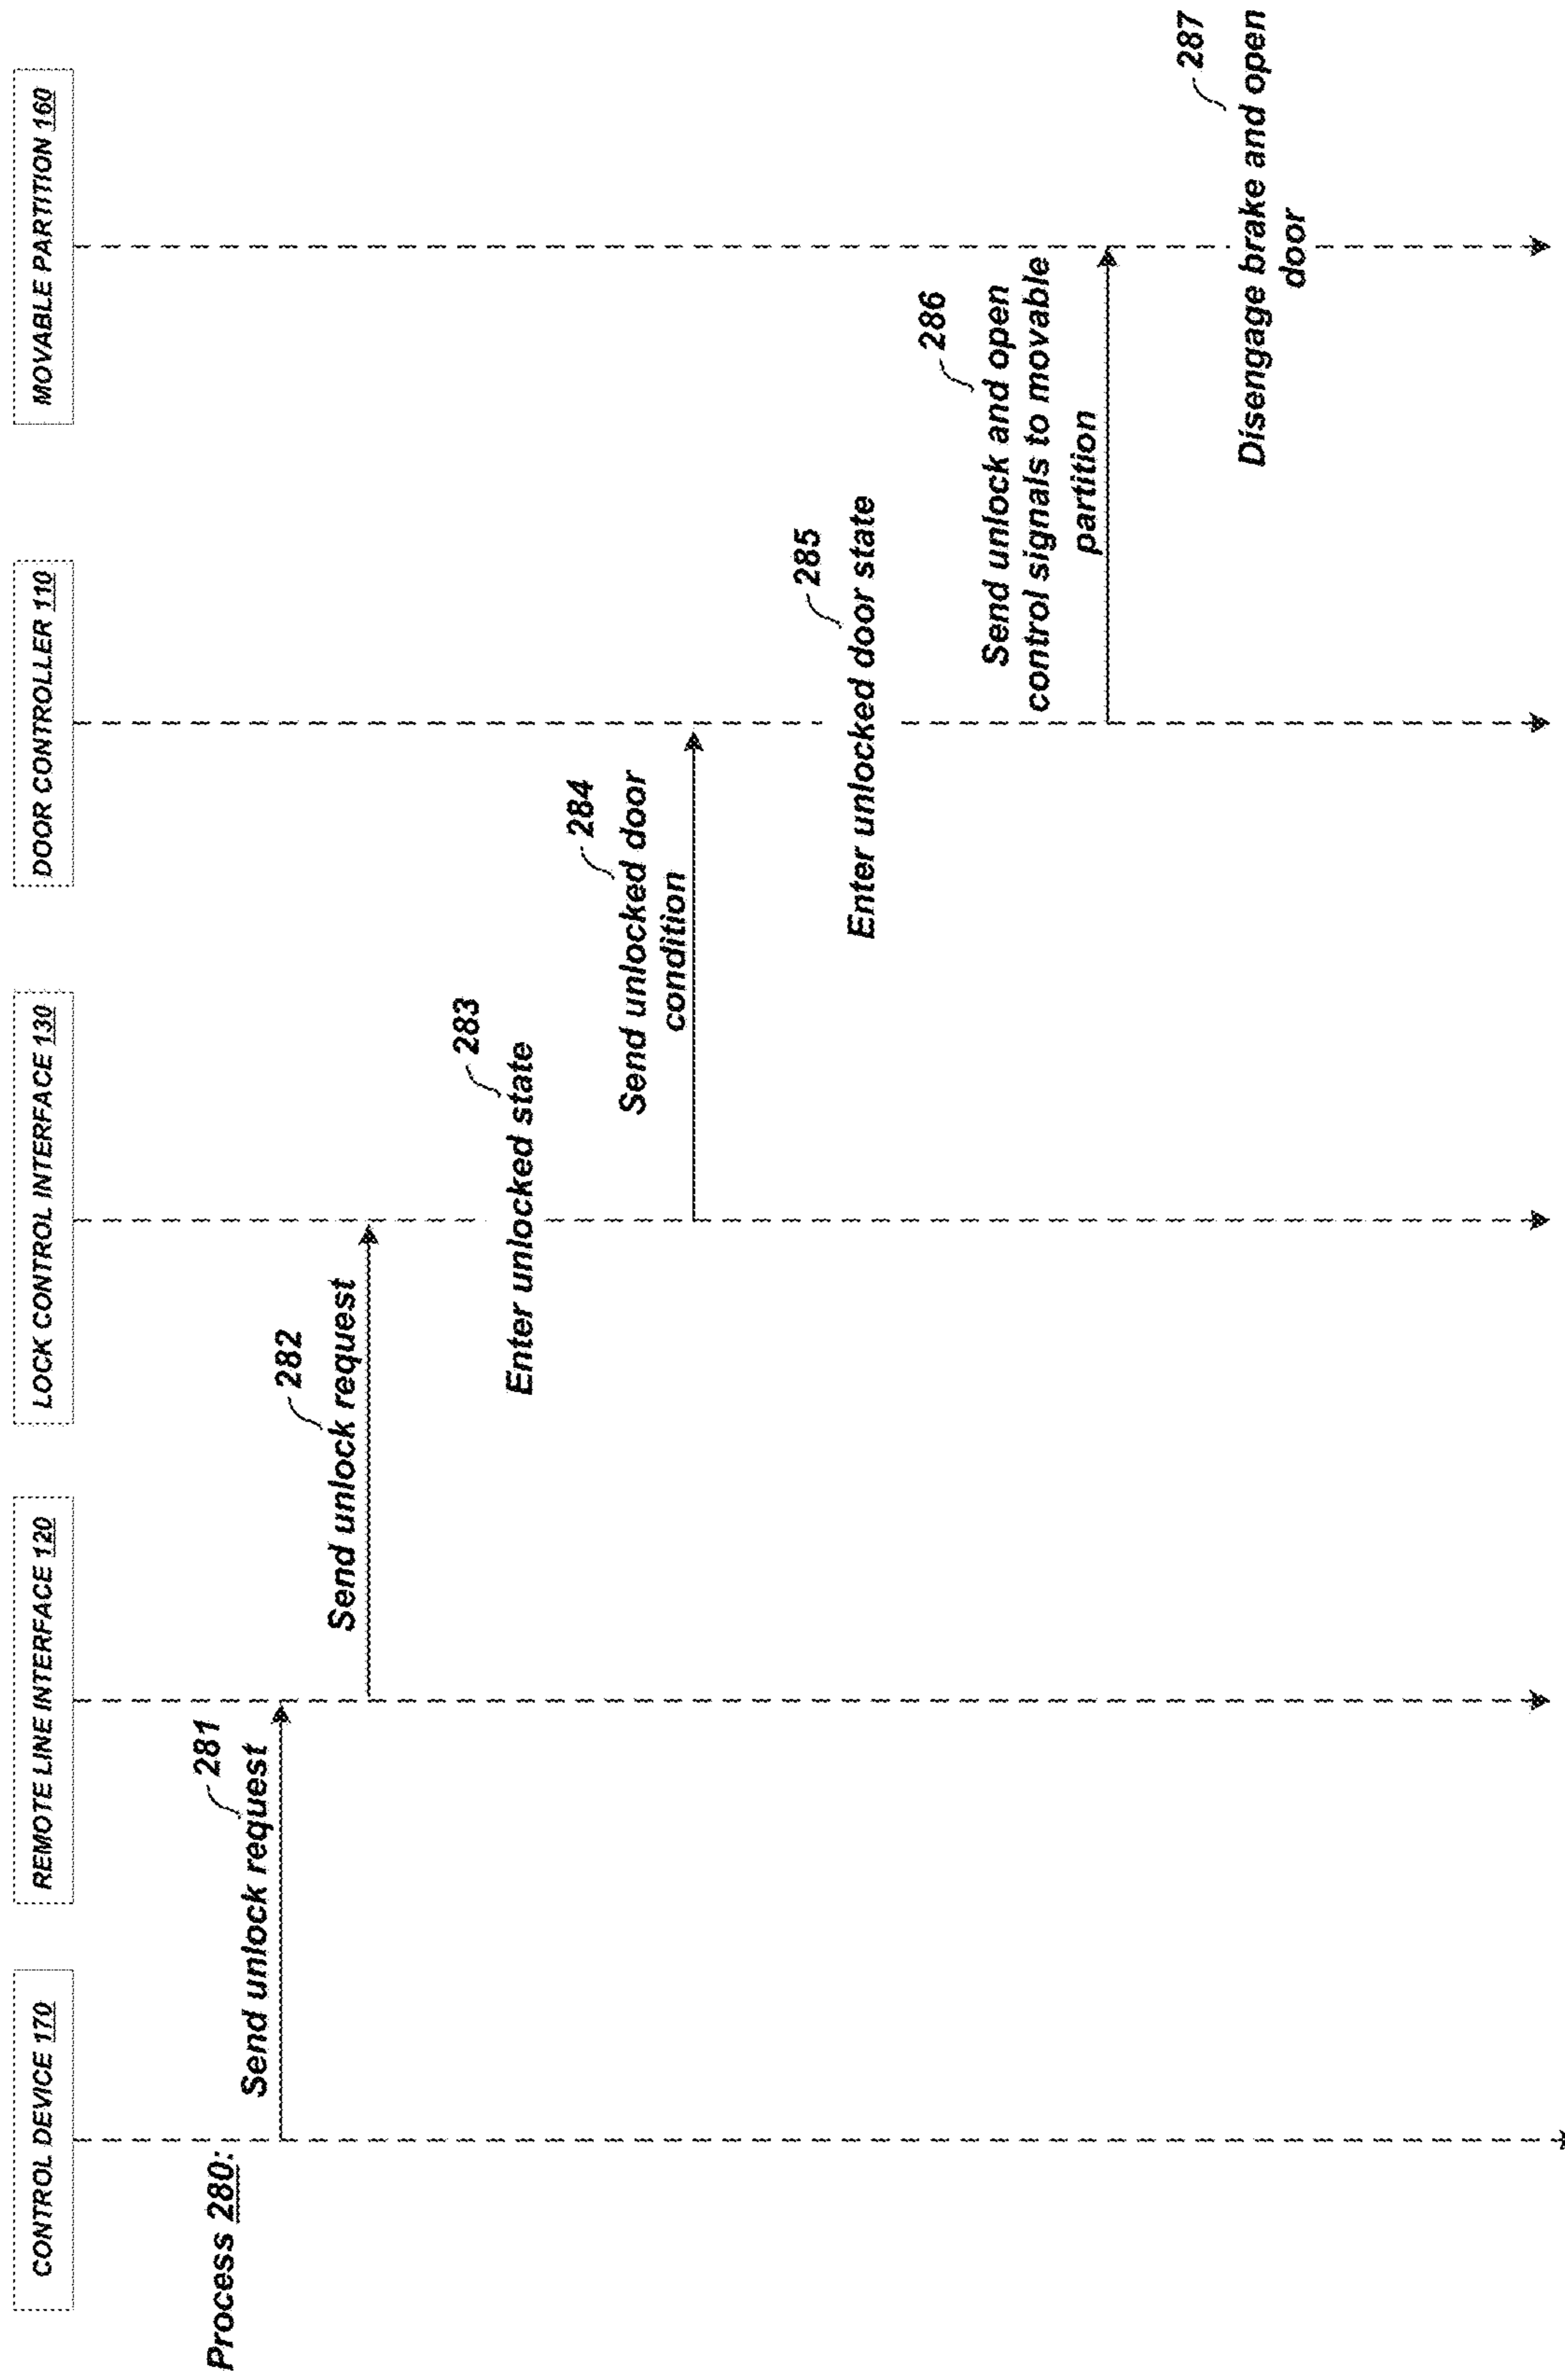 CONTROL DEVICE 170
REMOTE LINE INTERFACE 120
LOCK CONTROL INTERFACE 130
DOOR CONTROLLER 110
MOVABLE PARTITION 160
Process 280:
281
Send unlock request
282
Send unlock request
283
Enter unlocked state
284
Send unlocked door
condition
285
Enter unlocked door state
286
Send unlock and open
control signals to movable
partition
287
Disengage brake and open
door